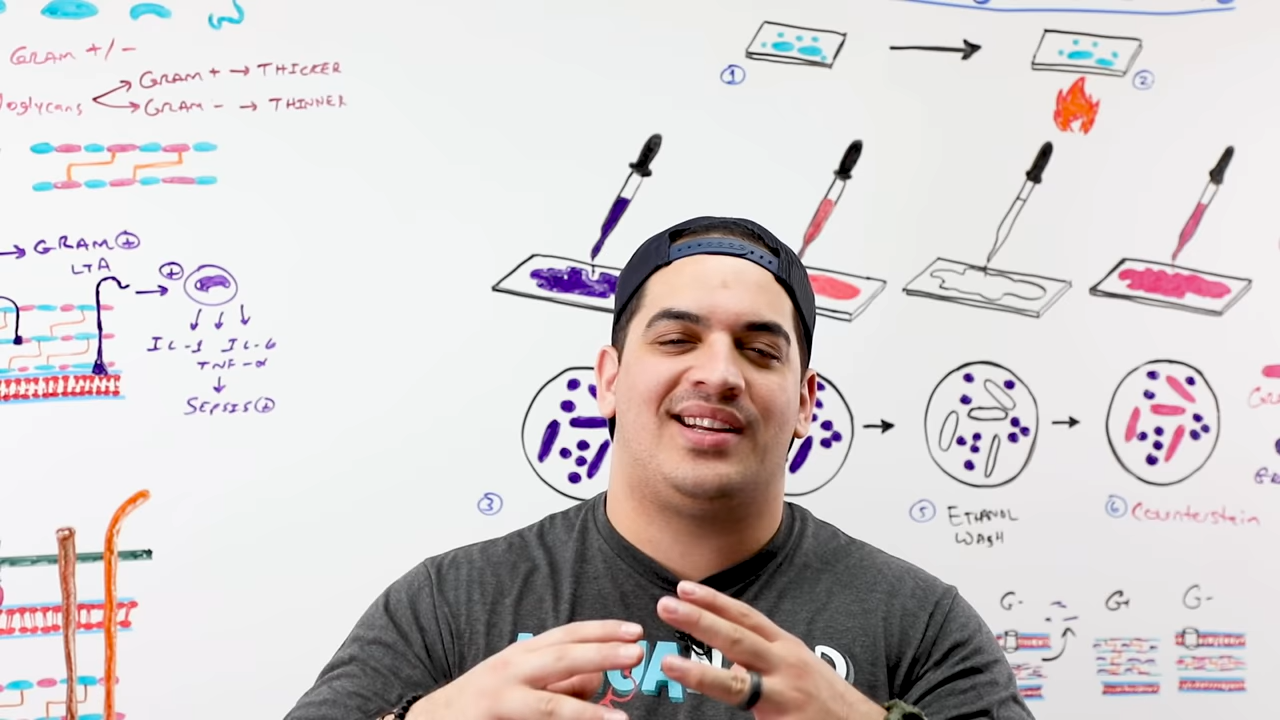 GRAM +/-
GRAM + → THICKER
GRAM - → THINNER
oglycans
→ GRAM +
LTA
+
IL-1 IL-6
TNF-α
SEPSIS +
1
2
3
5 ETHANOL
WASH
6 Counterstein
G-
G+
G-